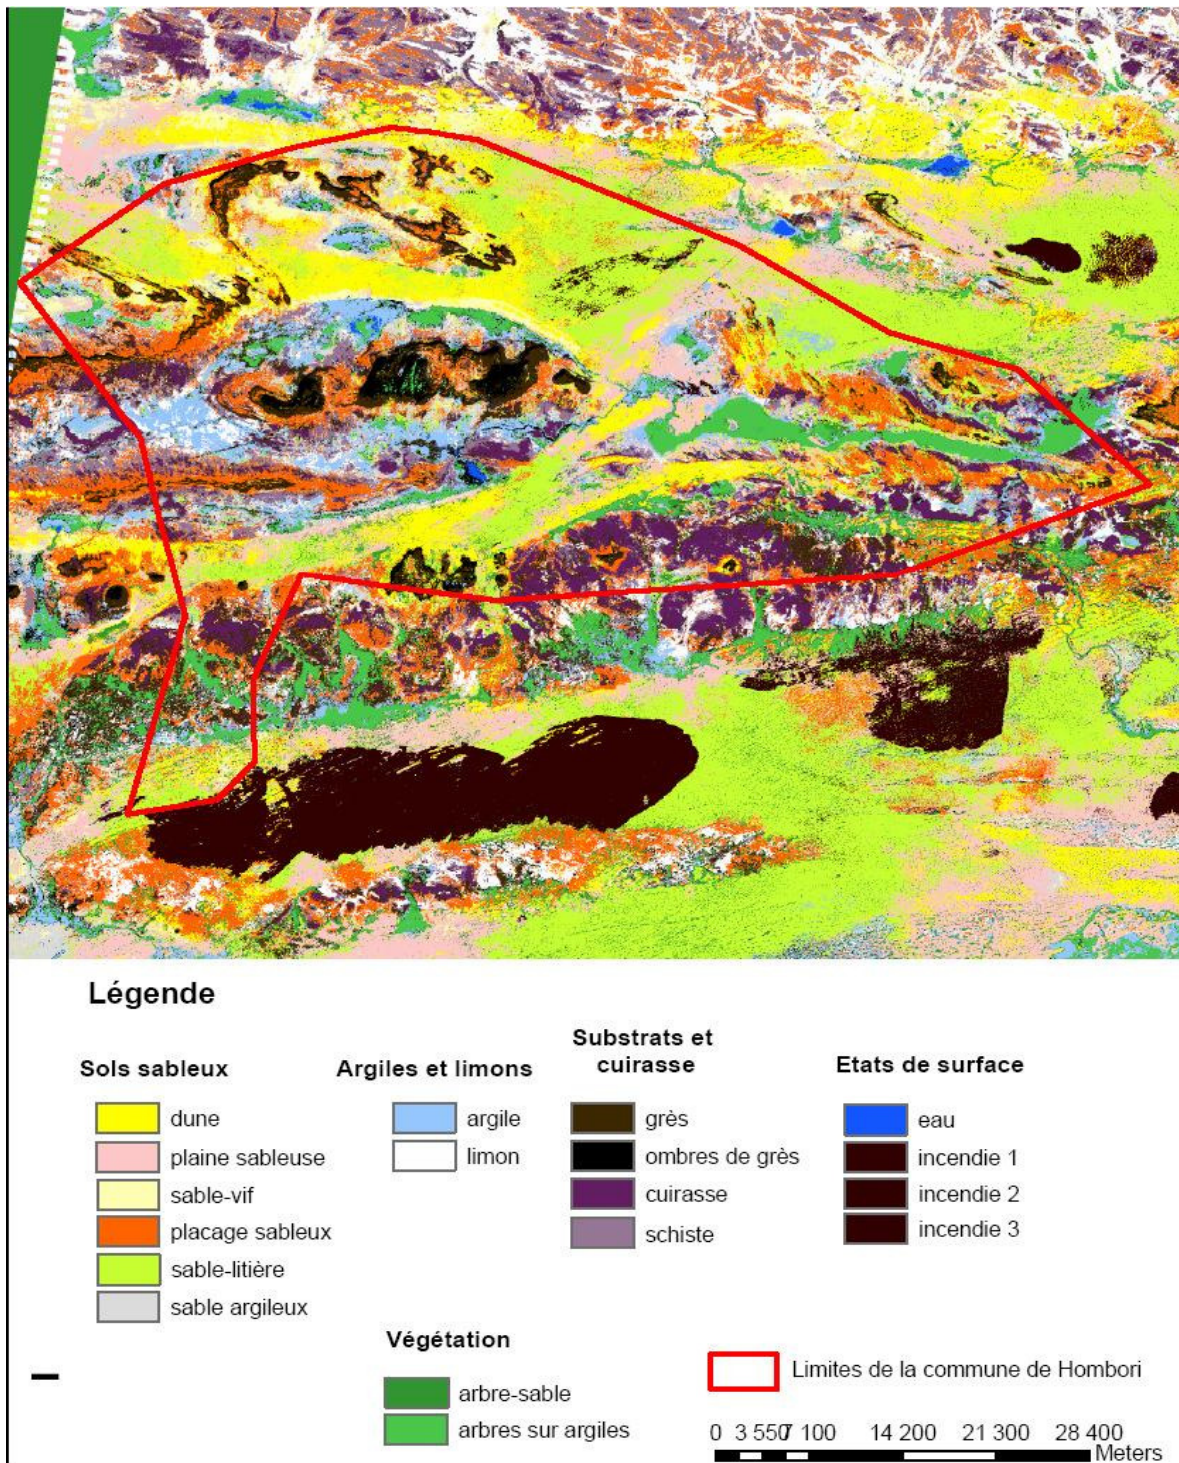 Légende
Sols sableux
dune
plaine sableuse
sable-vif
placage sableux
sable-litière
sable argileux
Argiles et limons
argile
limon
Substrats et
cuirasse
grès
ombres de grès
cuirasse
schiste
Etats de surface
eau
incendie 1
incendie 2
incendie 3
Végétation
arbre-sable
arbres sur argiles
Limites de la commune de Hombori
0 3 550 7 100 14 200 21 300 28 400
Meters